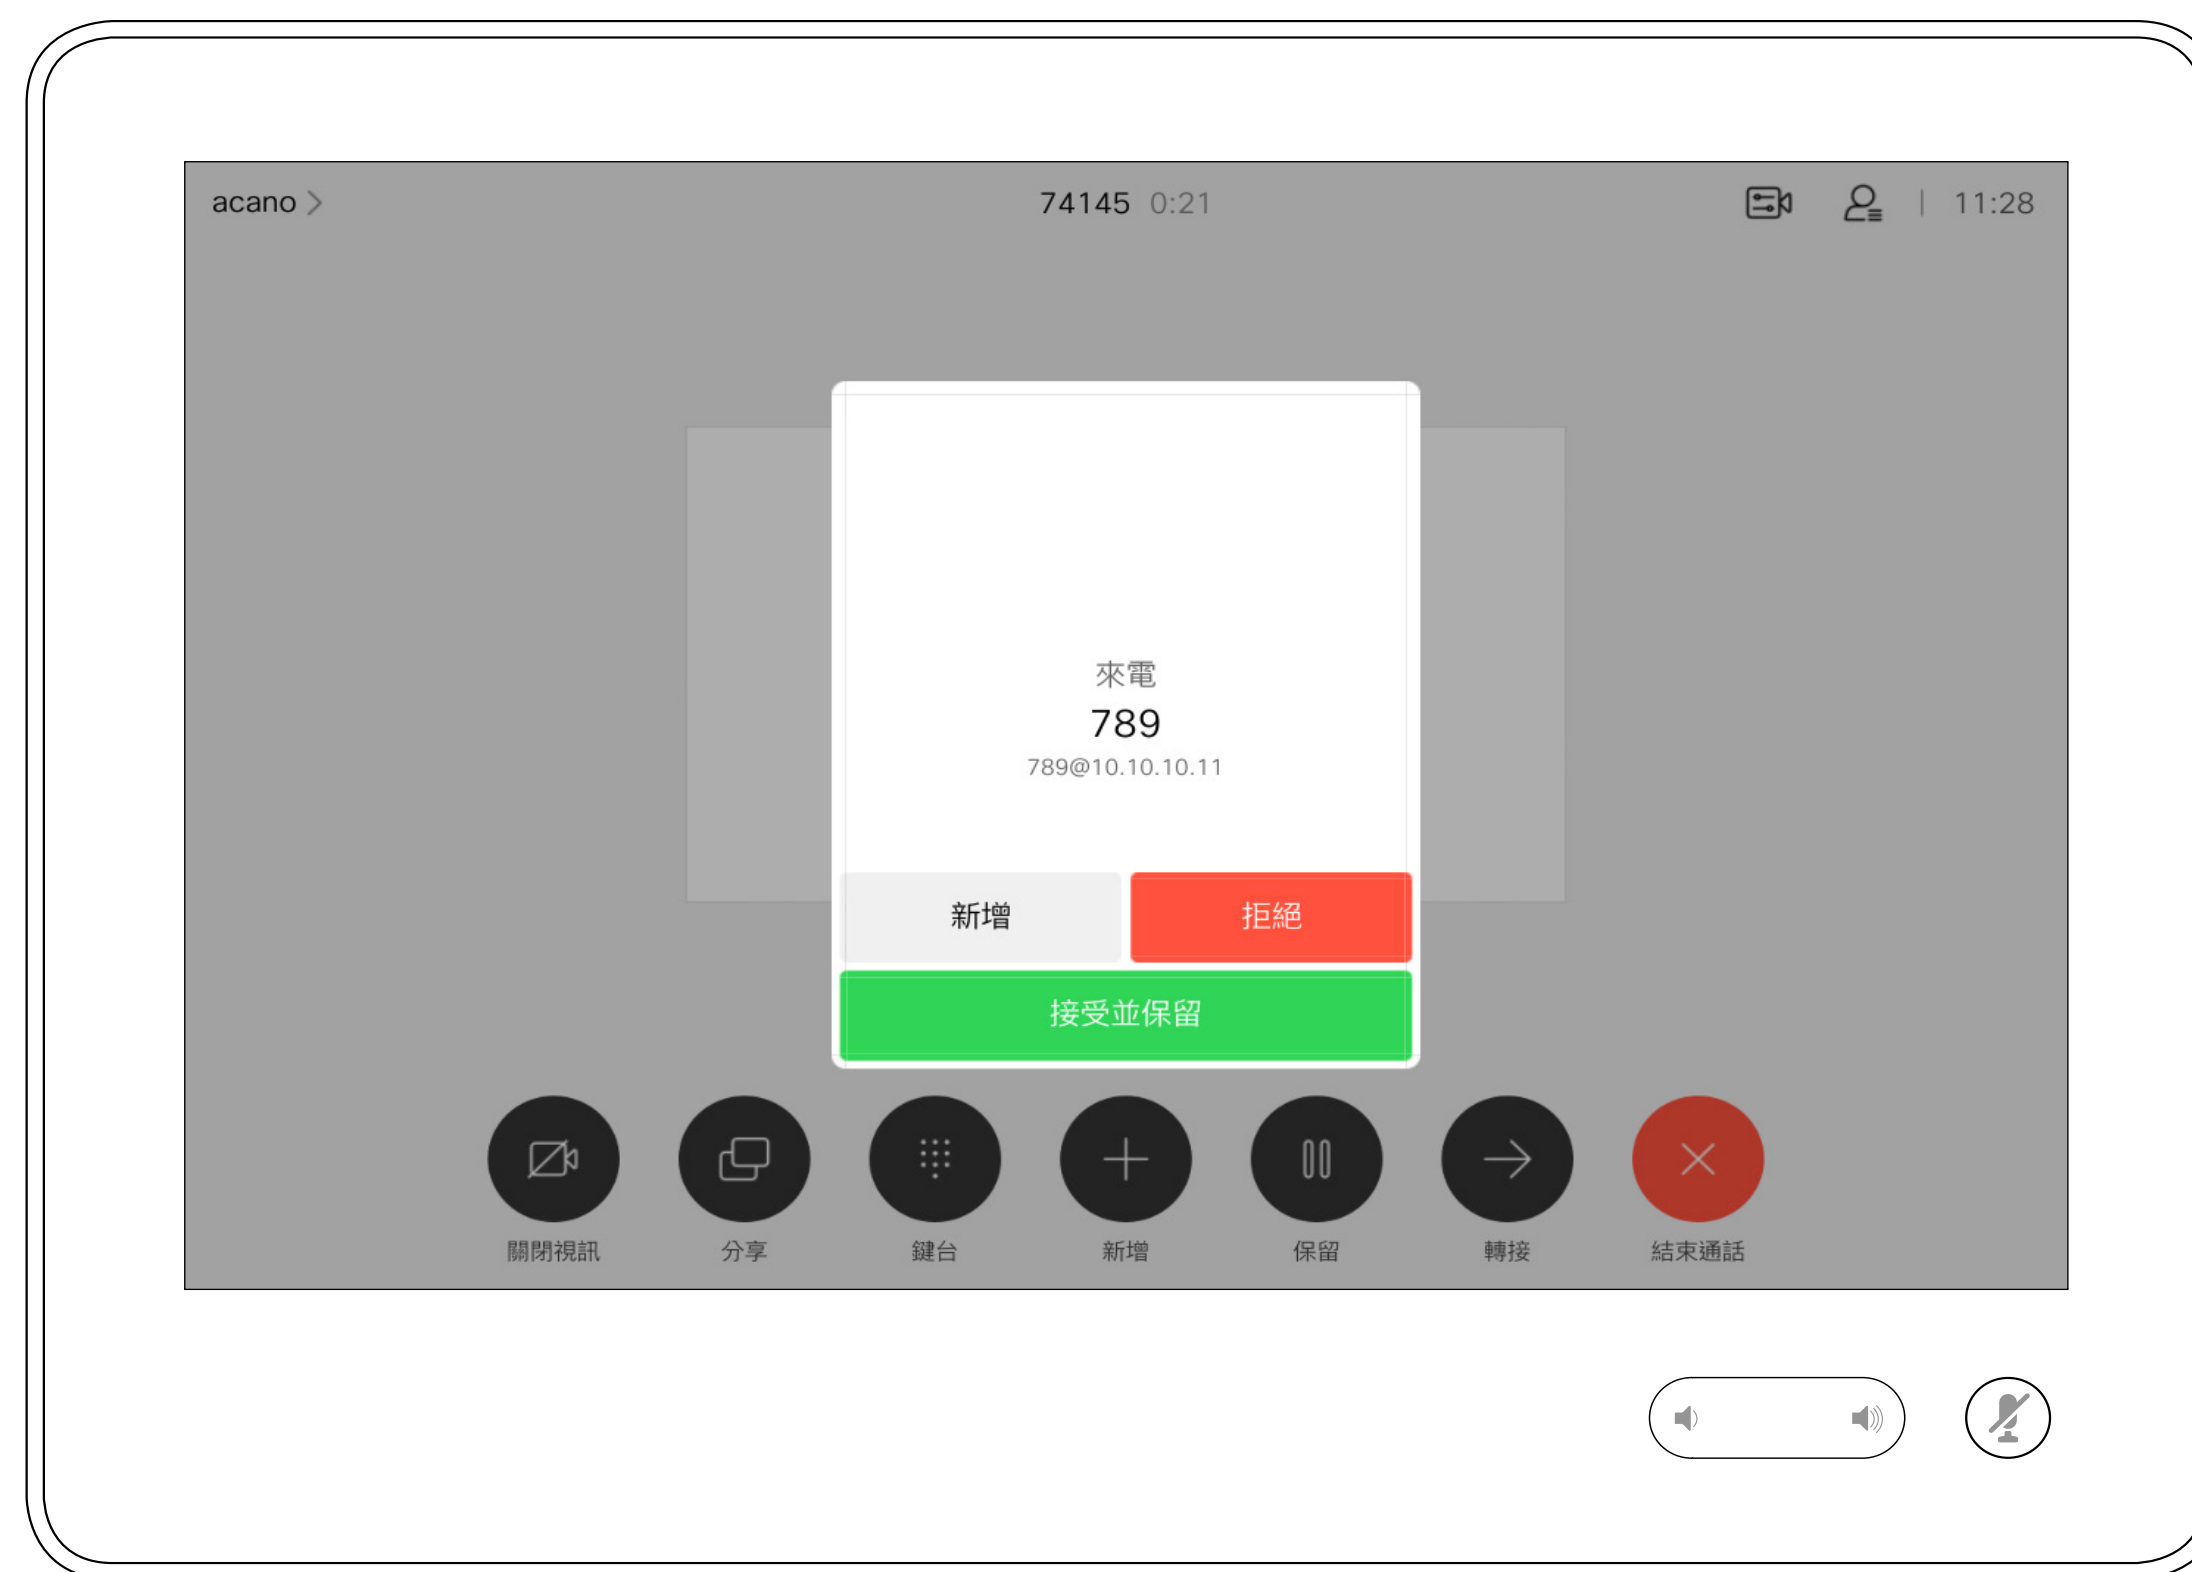 acano 74145 0:21 11:28
來電
789
789@10.10.10.11
新增 拒絕
接受並保留
關閉視訊 分享 鍵台 新增 保留 轉接 結束通話